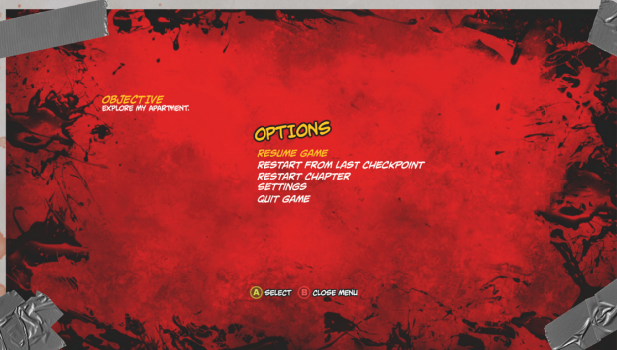 OBJECTIVE
EXPLORE MY APARTMENT.
OPTIONS
RESUME GAME
RESTART FROM LAST CHECKPOINT
RESTART CHAPTER
SETTINGS
QUIT GAME
A SELECT B CLOSE MENU